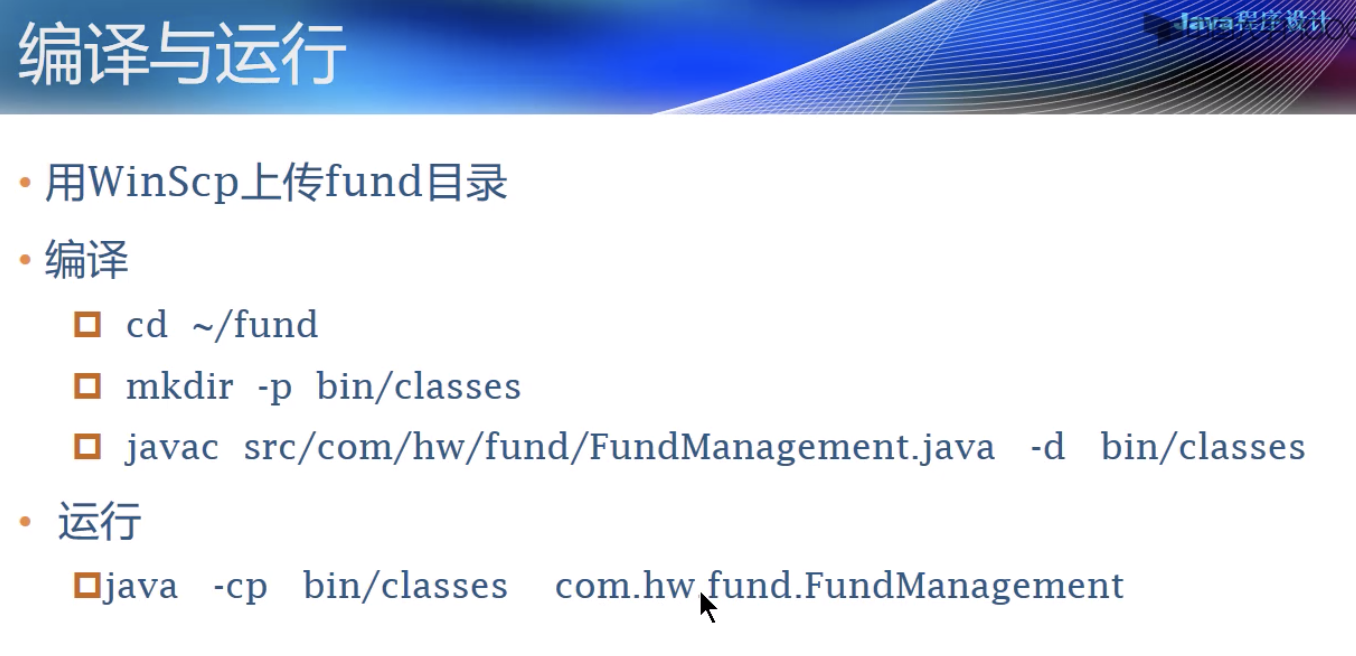 编译与运行
Java程序设计
• 用WinScp上传fund目录
• 编译
cd ~/fund
mkdir -p bin/classes
javac src/com/hw/fund/FundManagement.java -d bin/classes
• 运行
java -cp bin/classes com.hw.fund.FundManagement